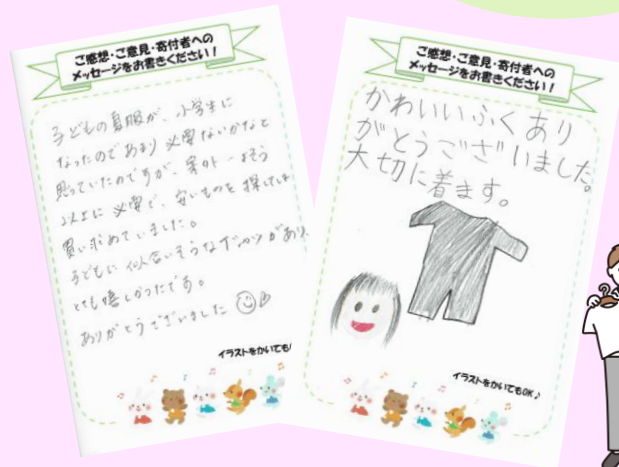 ご感想・ご意見・寄付者への
メッセージをお書きください！
子どもの夏服が、小学生に
なったのであまり必要ないかなと
思っていたのですが、案外
以上に必要で、安いものを探して
買い求めていました。
子どもに似合いそうな が あり、
とても嬉しかったです。
ありがとうございました
イラストをかいても
ご感想・ご意見・寄付者への
メッセージをお書きください！
かわいいふくあり
がとうございました。
大切に着ます。
イラストをかいてもOK♪